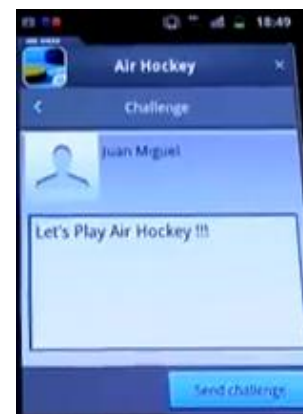 18:49
Air Hockey
Challenge
Juan Miguel
Let's Play Air Hockey !!!
Send challenge